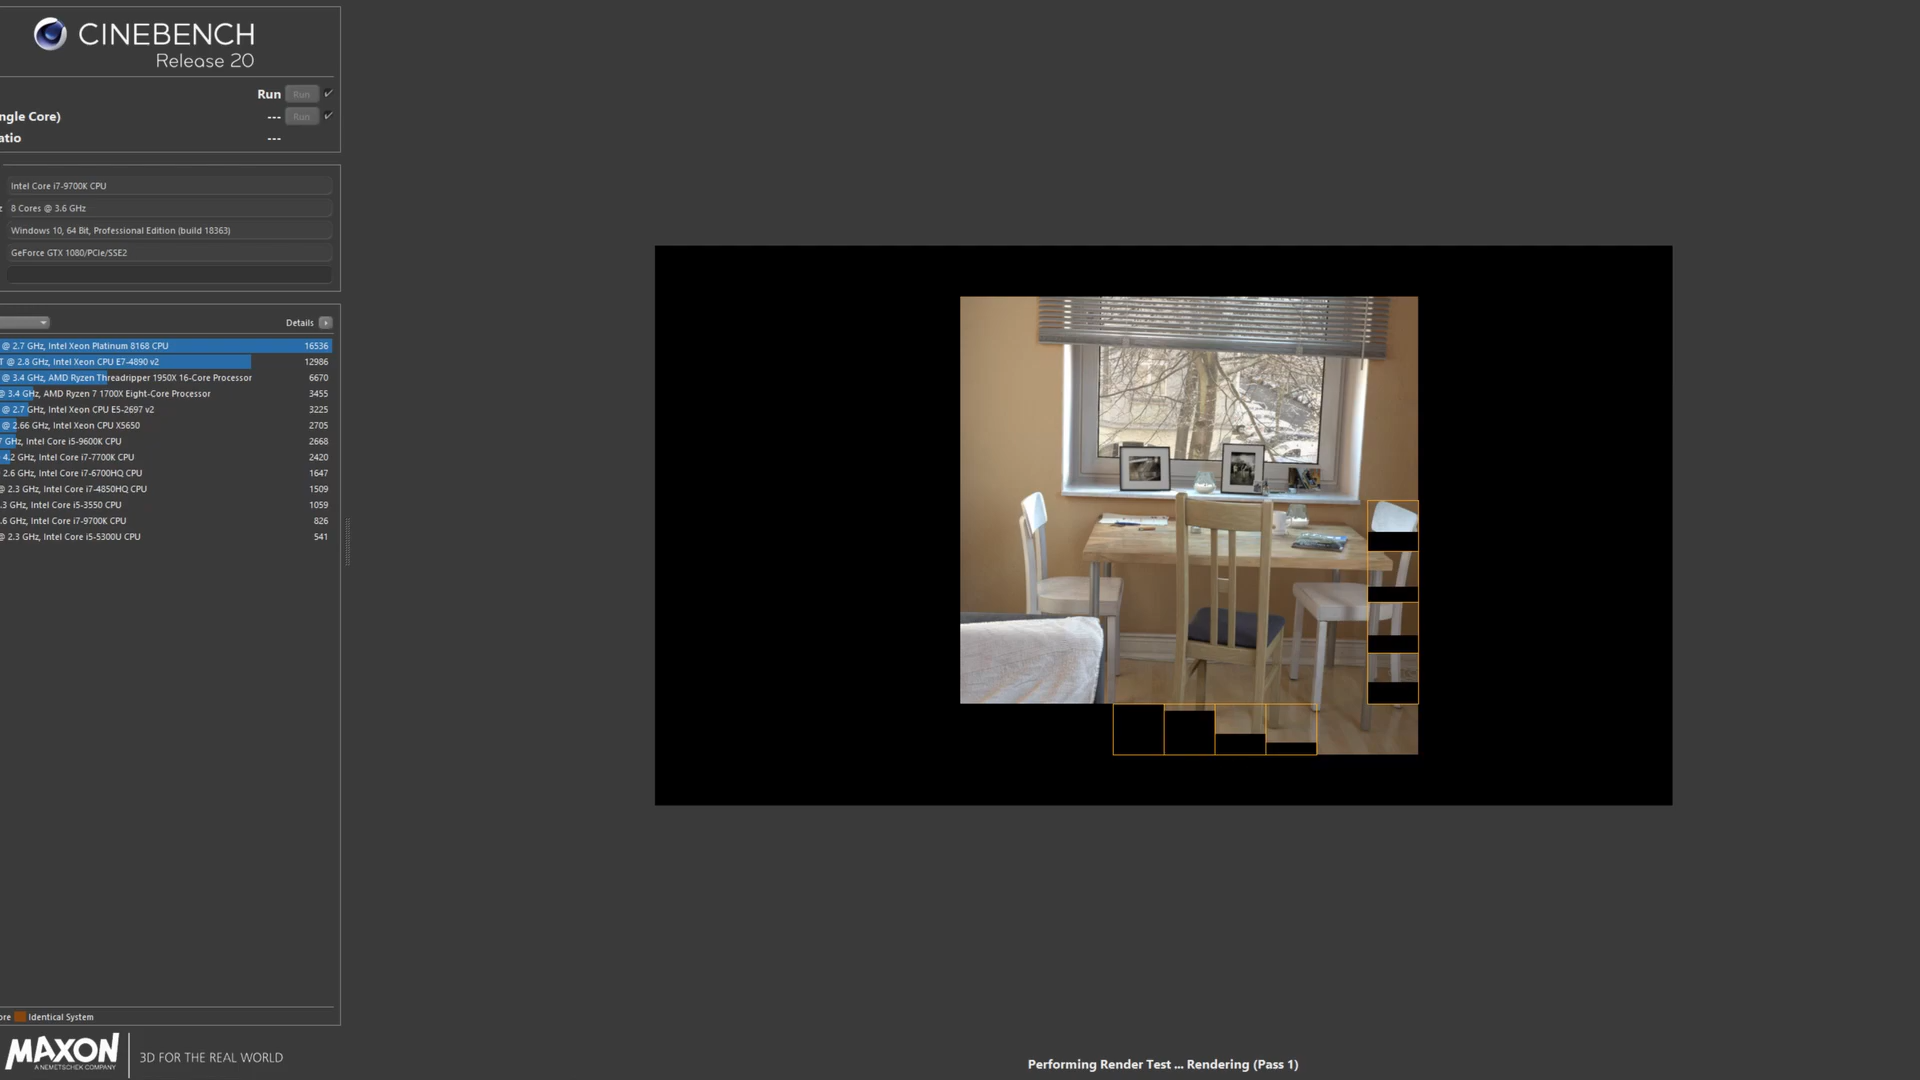 CINEBENCH
Release 20
Run Run
ngle Core) --- Run
atio ---
Intel Core i7-9700K CPU
z 8 Cores @ 3.6 GHz
Windows 10, 64 Bit, Professional Edition (build 18363)
GeForce GTX 1080/PCIe/SSE2
Details
@ 2.7 GHz, Intel Xeon Platinum 8168 CPU 16536
T @ 2.8 GHz, Intel Xeon CPU E7-4890 v2 12986
@ 3.4 GHz, AMD Ryzen Threadripper 1950X 16-Core Processor 6670
@ 3.4 GHz, AMD Ryzen 7 1700X Eight-Core Processor 3455
@ 2.7 GHz, Intel Xeon CPU E5-2697 v2 3225
@ 2.66 GHz, Intel Xeon CPU X5650 2705
7 GHz, Intel Core i5-9600K CPU 2668
4.2 GHz, Intel Core i7-7700K CPU 2420
2.6 GHz, Intel Core i7-6700HQ CPU 1647
@ 2.3 GHz, Intel Core i7-4850HQ CPU 1509
.3 GHz, Intel Core i5-3550 CPU 1059
.6 GHz, Intel Core i7-9700K CPU 826
@ 2.3 GHz, Intel Core i5-5300U CPU 541
ore Identical System
MAXON
A NEMETSCHEK COMPANY
3D FOR THE REAL WORLD
Performing Render Test ... Rendering (Pass 1)